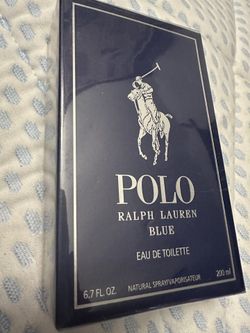 POLO
RALPH LAUREN
BLUE
EAU DE TOILETTE
6.7 FL. OZ. NATURAL SPRAY/VAPORISATEUR 200 ml